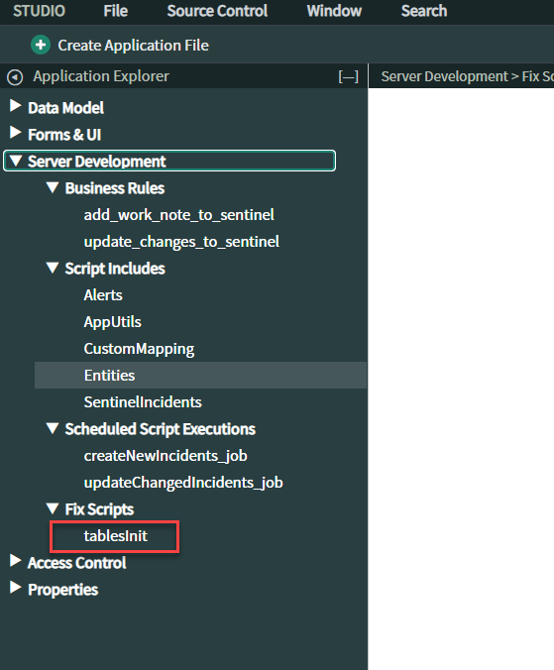 STUDIO File Source Control Window Search
Create Application File
Application Explorer [—] Server Development > Fix
Data Model
Forms & UI
Server Development
Business Rules
add_work_note_to_sentinel
update_changes_to_sentinel
Script Includes
Alerts
AppUtils
CustomMapping
Entities
SentinelIncidents
Scheduled Script Executions
createNewIncidents_job
updateChangedIncidents_job
Fix Scripts
tablesInit
Access Control
Properties